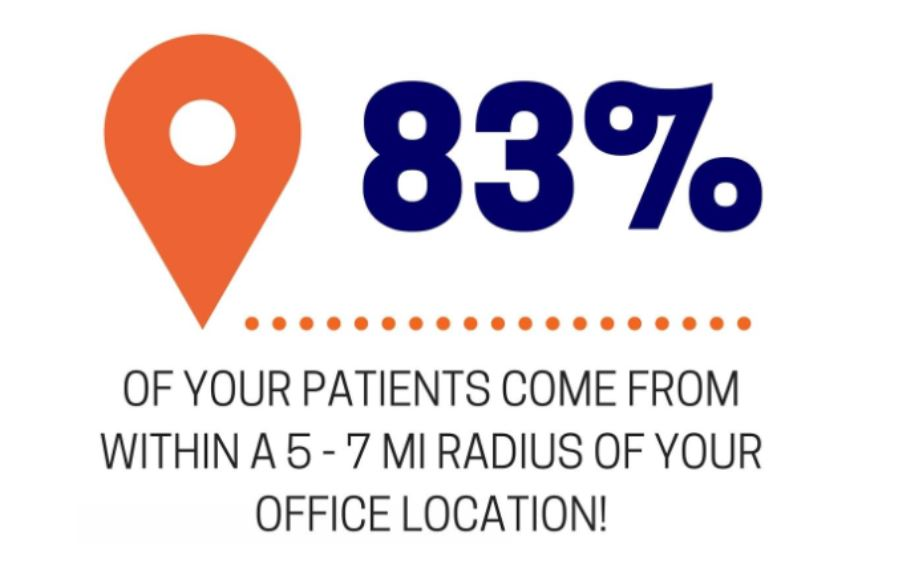 83%
OF YOUR PATIENTS COME FROM
WITHIN A 5 - 7 MI RADIUS OF YOUR
OFFICE LOCATION!